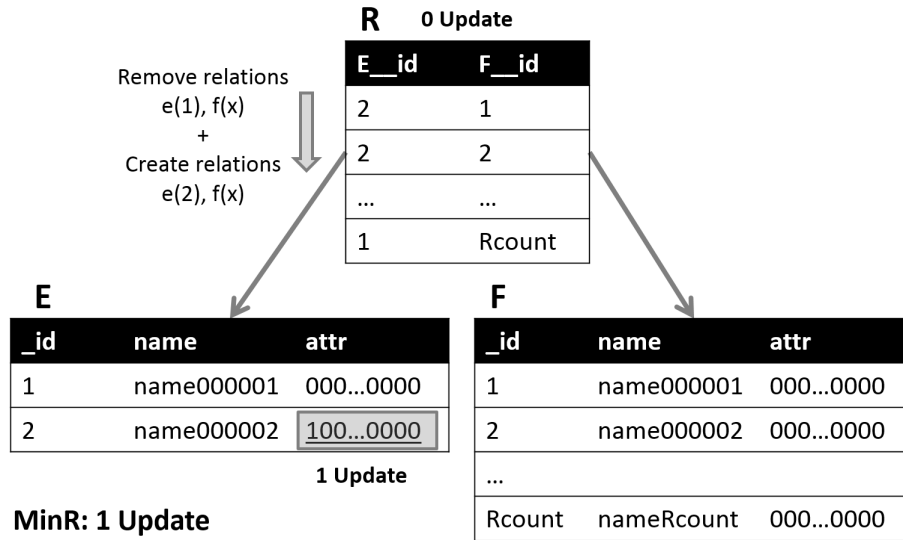 R 0 Update
E__id F__id
2 1
2 2
... ...
1 Rcount
Remove relations
e(1), f(x)
+
Create relations
e(2), f(x)
E
_id name attr
1 name000001 000...0000
2 name000002 100...0000
1 Update
MinR: 1 Update
F
_id name attr
1 name000001 000...0000
2 name000002 000...0000
...
Rcount nameRcount 000...0000